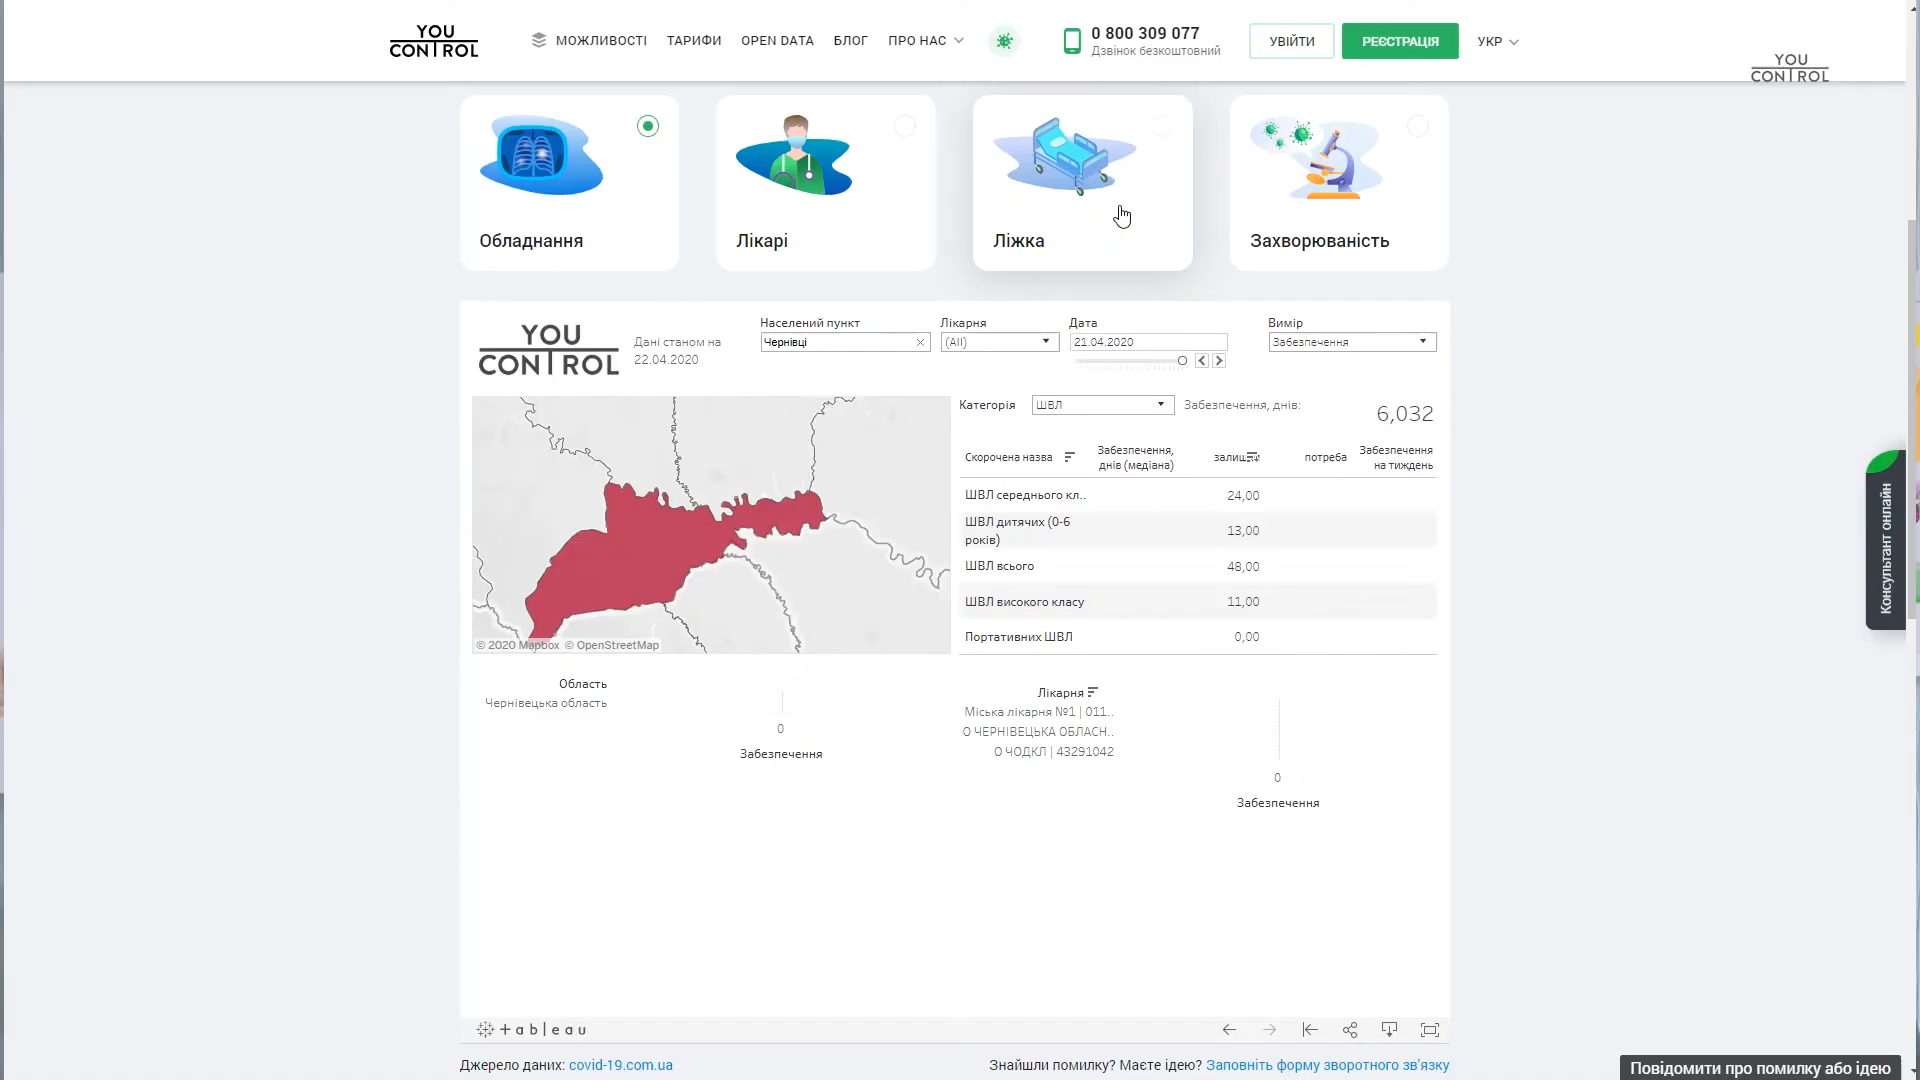 YOU
CONTROL
МОЖЛИВОСТІ
ТАРИФИ
OPEN DATA
БЛОГ
ПРО НАС
0 800 309 077
Дзвінок безкоштовний
УВІЙТИ
РЕЄСТРАЦІЯ
УКР
YOU
CONTROL
Обладнання
Лікарі
Ліжка
Захворюваність
YOU
CONTROL
Дані станом на
22.04.2020
Населений пункт
Чернівці
Лікарня
(All)
Дата
21.04.2020
Вимір
Забезпечення
Категорія
ШВЛ
Забезпечення, днів:
6,032
Скорочена назва
Забезпечення,
днів (медіана)
потреба
Забезпечення
на тиждень
ШВЛ середнього кл..
24,00
ШВЛ дитячих (0-6
років)
13,00
ШВЛ всього
48,00
ШВЛ високого класу
11,00
Портативних ШВЛ
0,00
© 2020 Mapbox © OpenStreetMap
Область
Чернівецька область
0
Забезпечення
Лікарня
Міська лікарня №1 | 011..
О ЧЕРНІВЕЦЬКА ОБЛАСН..
О ЧОДКЛ | 43291042
0
Забезпечення
Консультант онлайн
+ableau
Джерело даних: covid-19.com.ua
Знайшли помилку? Маєте ідею? Заповніть форму зворотного зв'язку
Повідомити про помилку або ідею